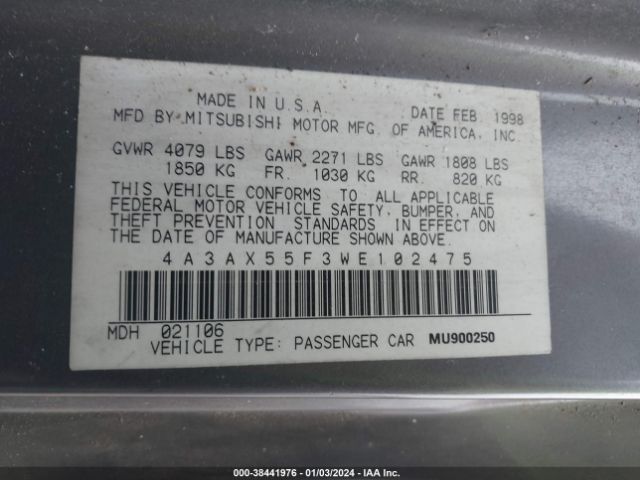 MADE IN U.S.A. DATE FEB. 1998
MFD BY MITSUBISHI MOTOR MFG. OF AMERICA, INC.
GVWR 4079 LBS GAWR 2271 LBS GAWR 1808 LBS
1850 KG FR. 1030 KG RR. 820 KG
THIS VEHICLE CONFORMS TO ALL APPLICABLE
FEDERAL MOTOR VEHICLE SAFETY, BUMPER, AND
THEFT PREVENTION STANDARDS IN EFFECT ON
THE DATE OF MANUFACTURE SHOWN ABOVE.
4A3AX55F3WE102475
MDH 021106
VEHICLE TYPE: PASSENGER CAR MU900250
000-38441976 - 01/03/2024 - IAA Inc.